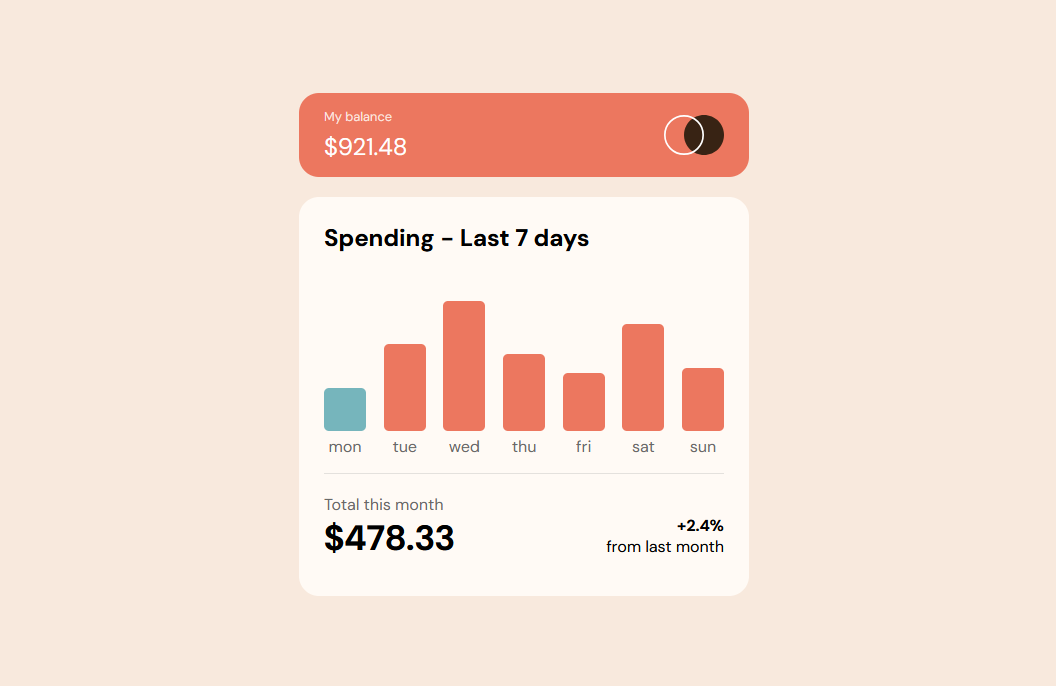 My balance
$921.48
Spending - Last 7 days
mon tue wed thu fri sat sun
Total this month
$478.33
+2.4%
from last month